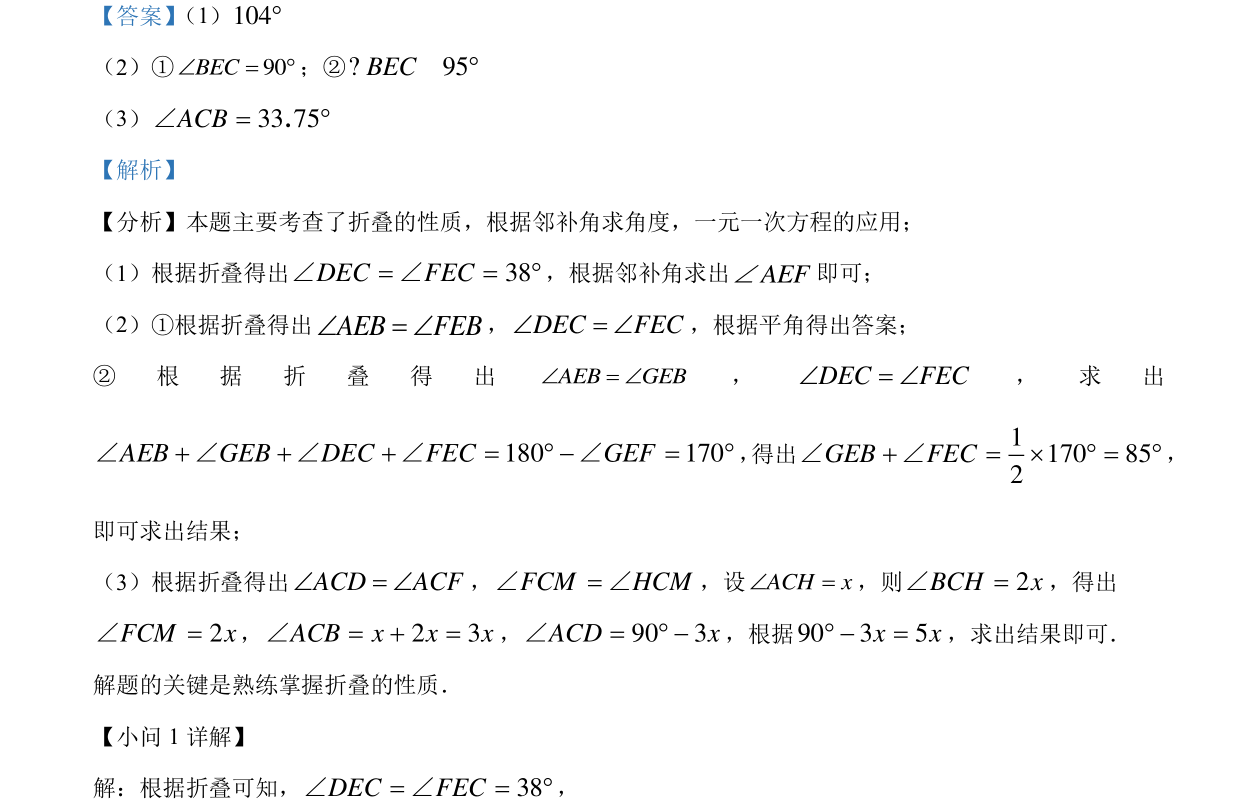 【答案】（1）104°
（2）①∠BEC = 90°；②? BEC 95°
（3）∠ACB = 33.75°
【解析】
【分析】本题主要考查了折叠的性质，根据邻补角求角度，一元一次方程的应用；
（1）根据折叠得出∠DEC = ∠FEC = 38°，根据邻补角求出∠AEF 即可；
（2）①根据折叠得出∠AEB = ∠FEB，∠DEC = ∠FEC，根据平角得出答案；
② 根 据 折 叠 得 出 ∠AEB = ∠GEB ， ∠DEC = ∠FEC ， 求 出
∠AEB + ∠GEB + ∠DEC + ∠FEC = 180° − ∠GEF = 170°，得出∠GEB + ∠FEC = 1/2 × 170° = 85°，
即可求出结果；
（3）根据折叠得出∠ACD = ∠ACF，∠FCM = ∠HCM，设∠ACH = x，则∠BCH = 2x，得出
∠FCM = 2x，∠ACB = x + 2x = 3x，∠ACD = 90° − 3x，根据90° − 3x = 5x，求出结果即可．
解题的关键是熟练掌握折叠的性质．
【小问 1 详解】
解：根据折叠可知，∠DEC = ∠FEC = 38°，